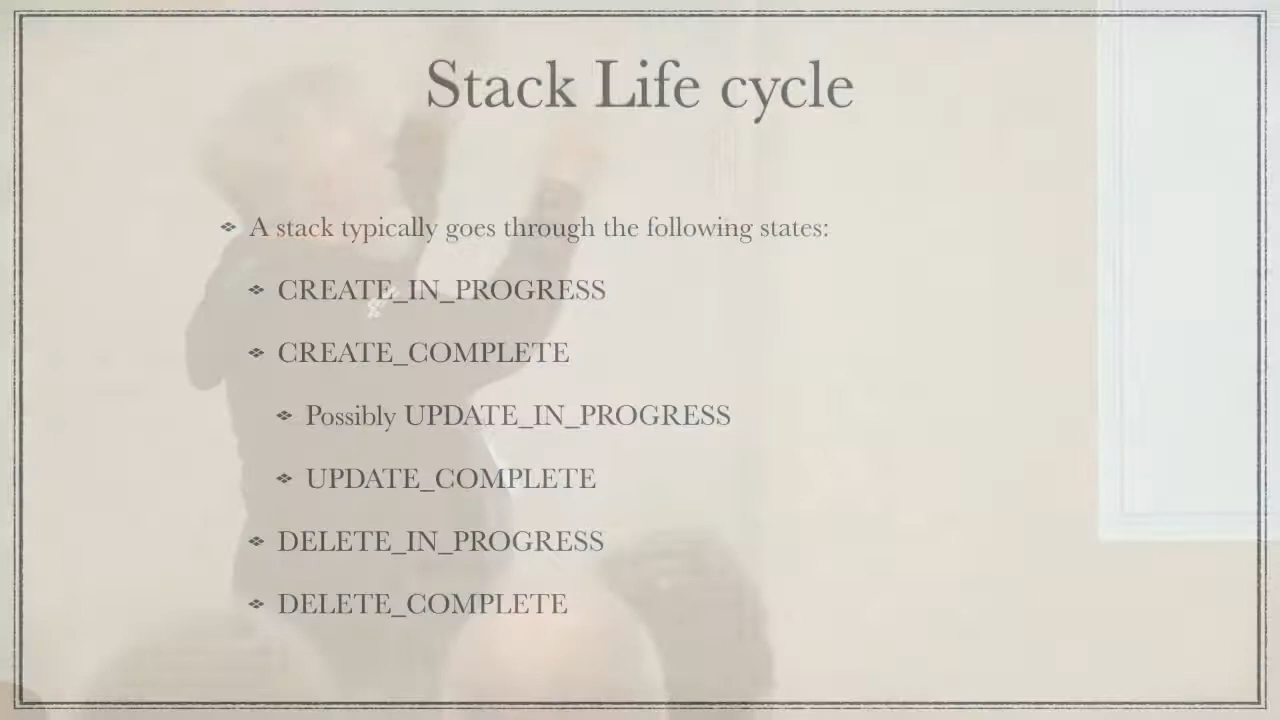 Stack Life cycle
A stack typically goes through the following states:
CREATE_IN_PROGRESS
CREATE_COMPLETE
Possibly UPDATE_IN_PROGRESS
UPDATE_COMPLETE
DELETE_IN_PROGRESS
DELETE_COMPLETE